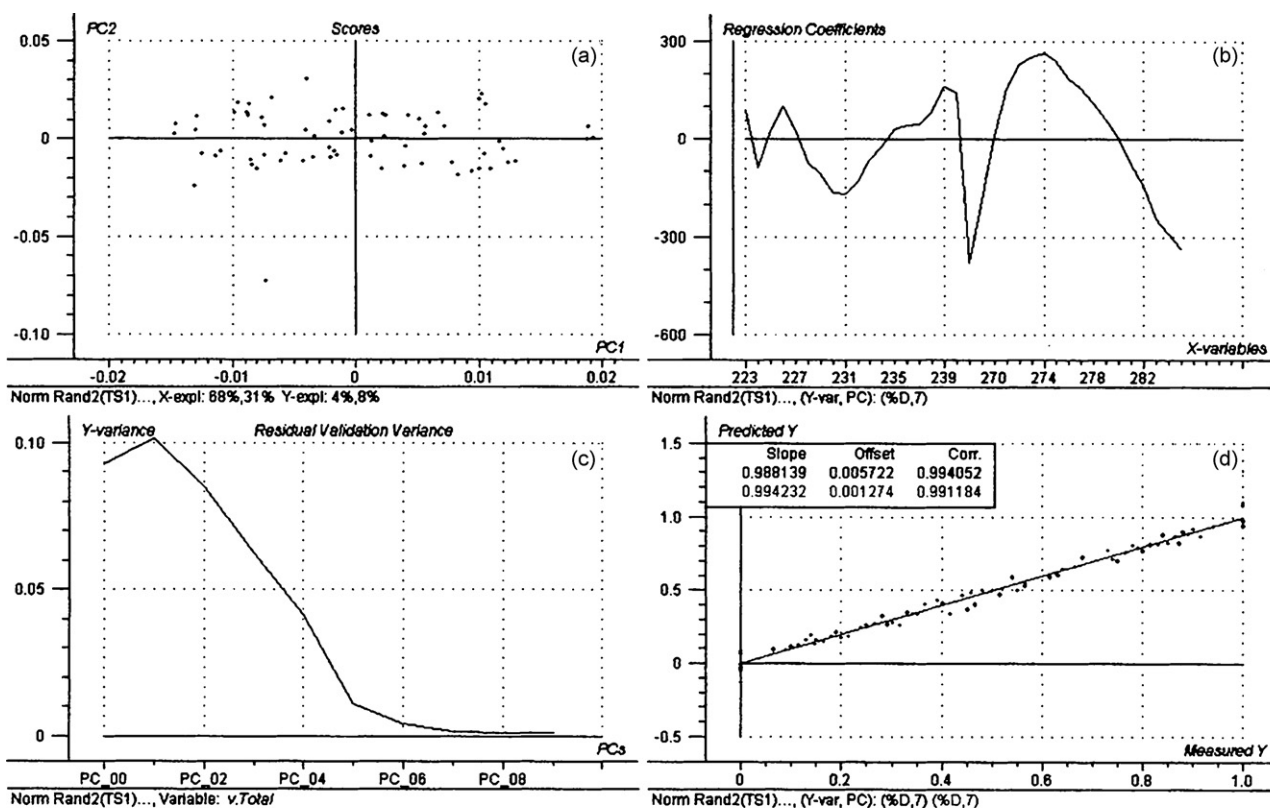 PC2 Scores (a)
0.05
0
-0.05
-0.10
PC1
-0.02 -0.01 0 0.01 0.02
Norm Rand2(TS1)..., X-expl: 68%,31% Y-expl: 4%,8%
Regression Coefficients (b)
300
0
-300
-600
X-variables
223 227 231 235 239 270 274 278 282
Norm Rand2(TS1)..., (Y-var, PC): (%D,7)
Y-variance Residual Validation Variance (c)
0.10
0.05
0
PCs
PC_00 PC_02 PC_04 PC_06 PC_08
Norm Rand2(TS1)..., Variable: v.Total
Predicted Y (d)
1.5
Slope Offset Corr.
0.988139 0.005722 0.994052
0.994232 0.001274 0.991184
1.0
0.5
0
-0.5
Measured Y
0 0.2 0.4 0.6 0.8 1.0
Norm Rand2(TS1)..., (Y-var, PC): (%D,7) (%D,7)